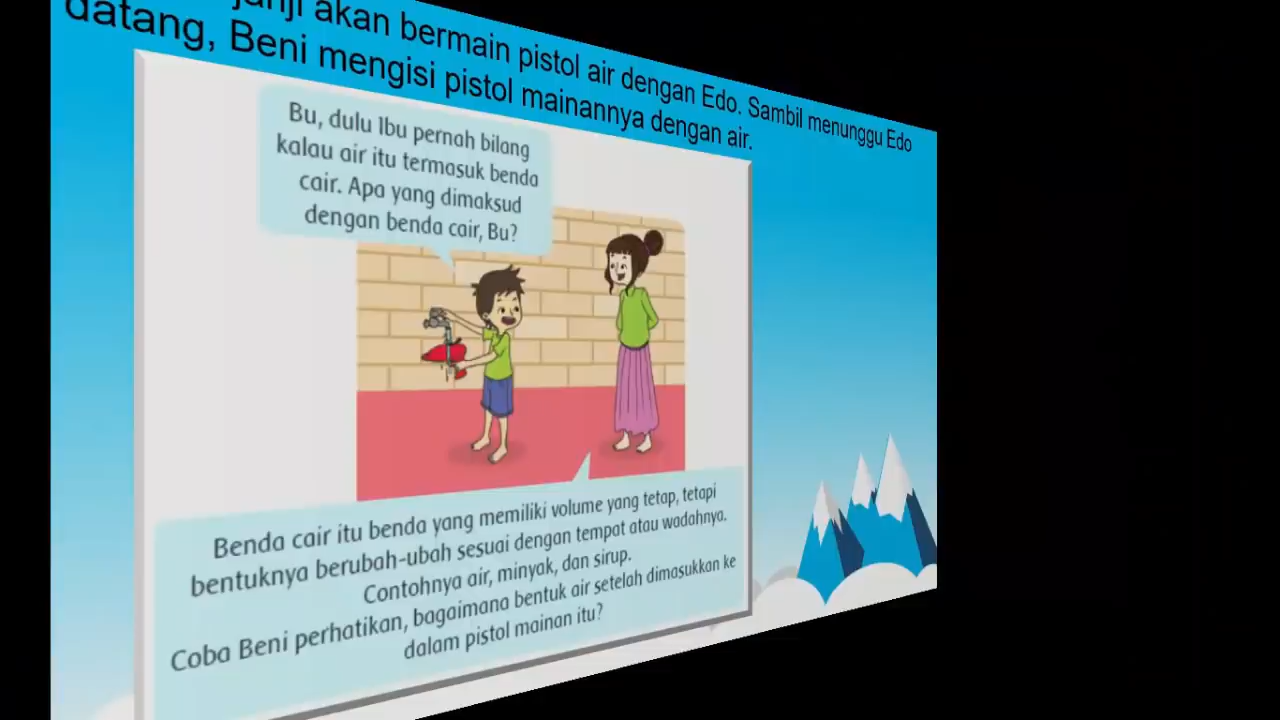 janji akan bermain pistol air dengan Edo. Sambil menunggu Edo
datang, Beni mengisi pistol mainannya dengan air.
Bu, dulu Ibu pernah bilang
kalau air itu termasuk benda
cair. Apa yang dimaksud
dengan benda cair, Bu?
Benda cair itu benda yang memiliki volume yang tetap, tetapi
bentuknya berubah-ubah sesuai dengan tempat atau wadahnya.
Contohnya air, minyak, dan sirup.
Coba Beni perhatikan, bagaimana bentuk air setelah dimasukkan ke
dalam pistol mainan itu?